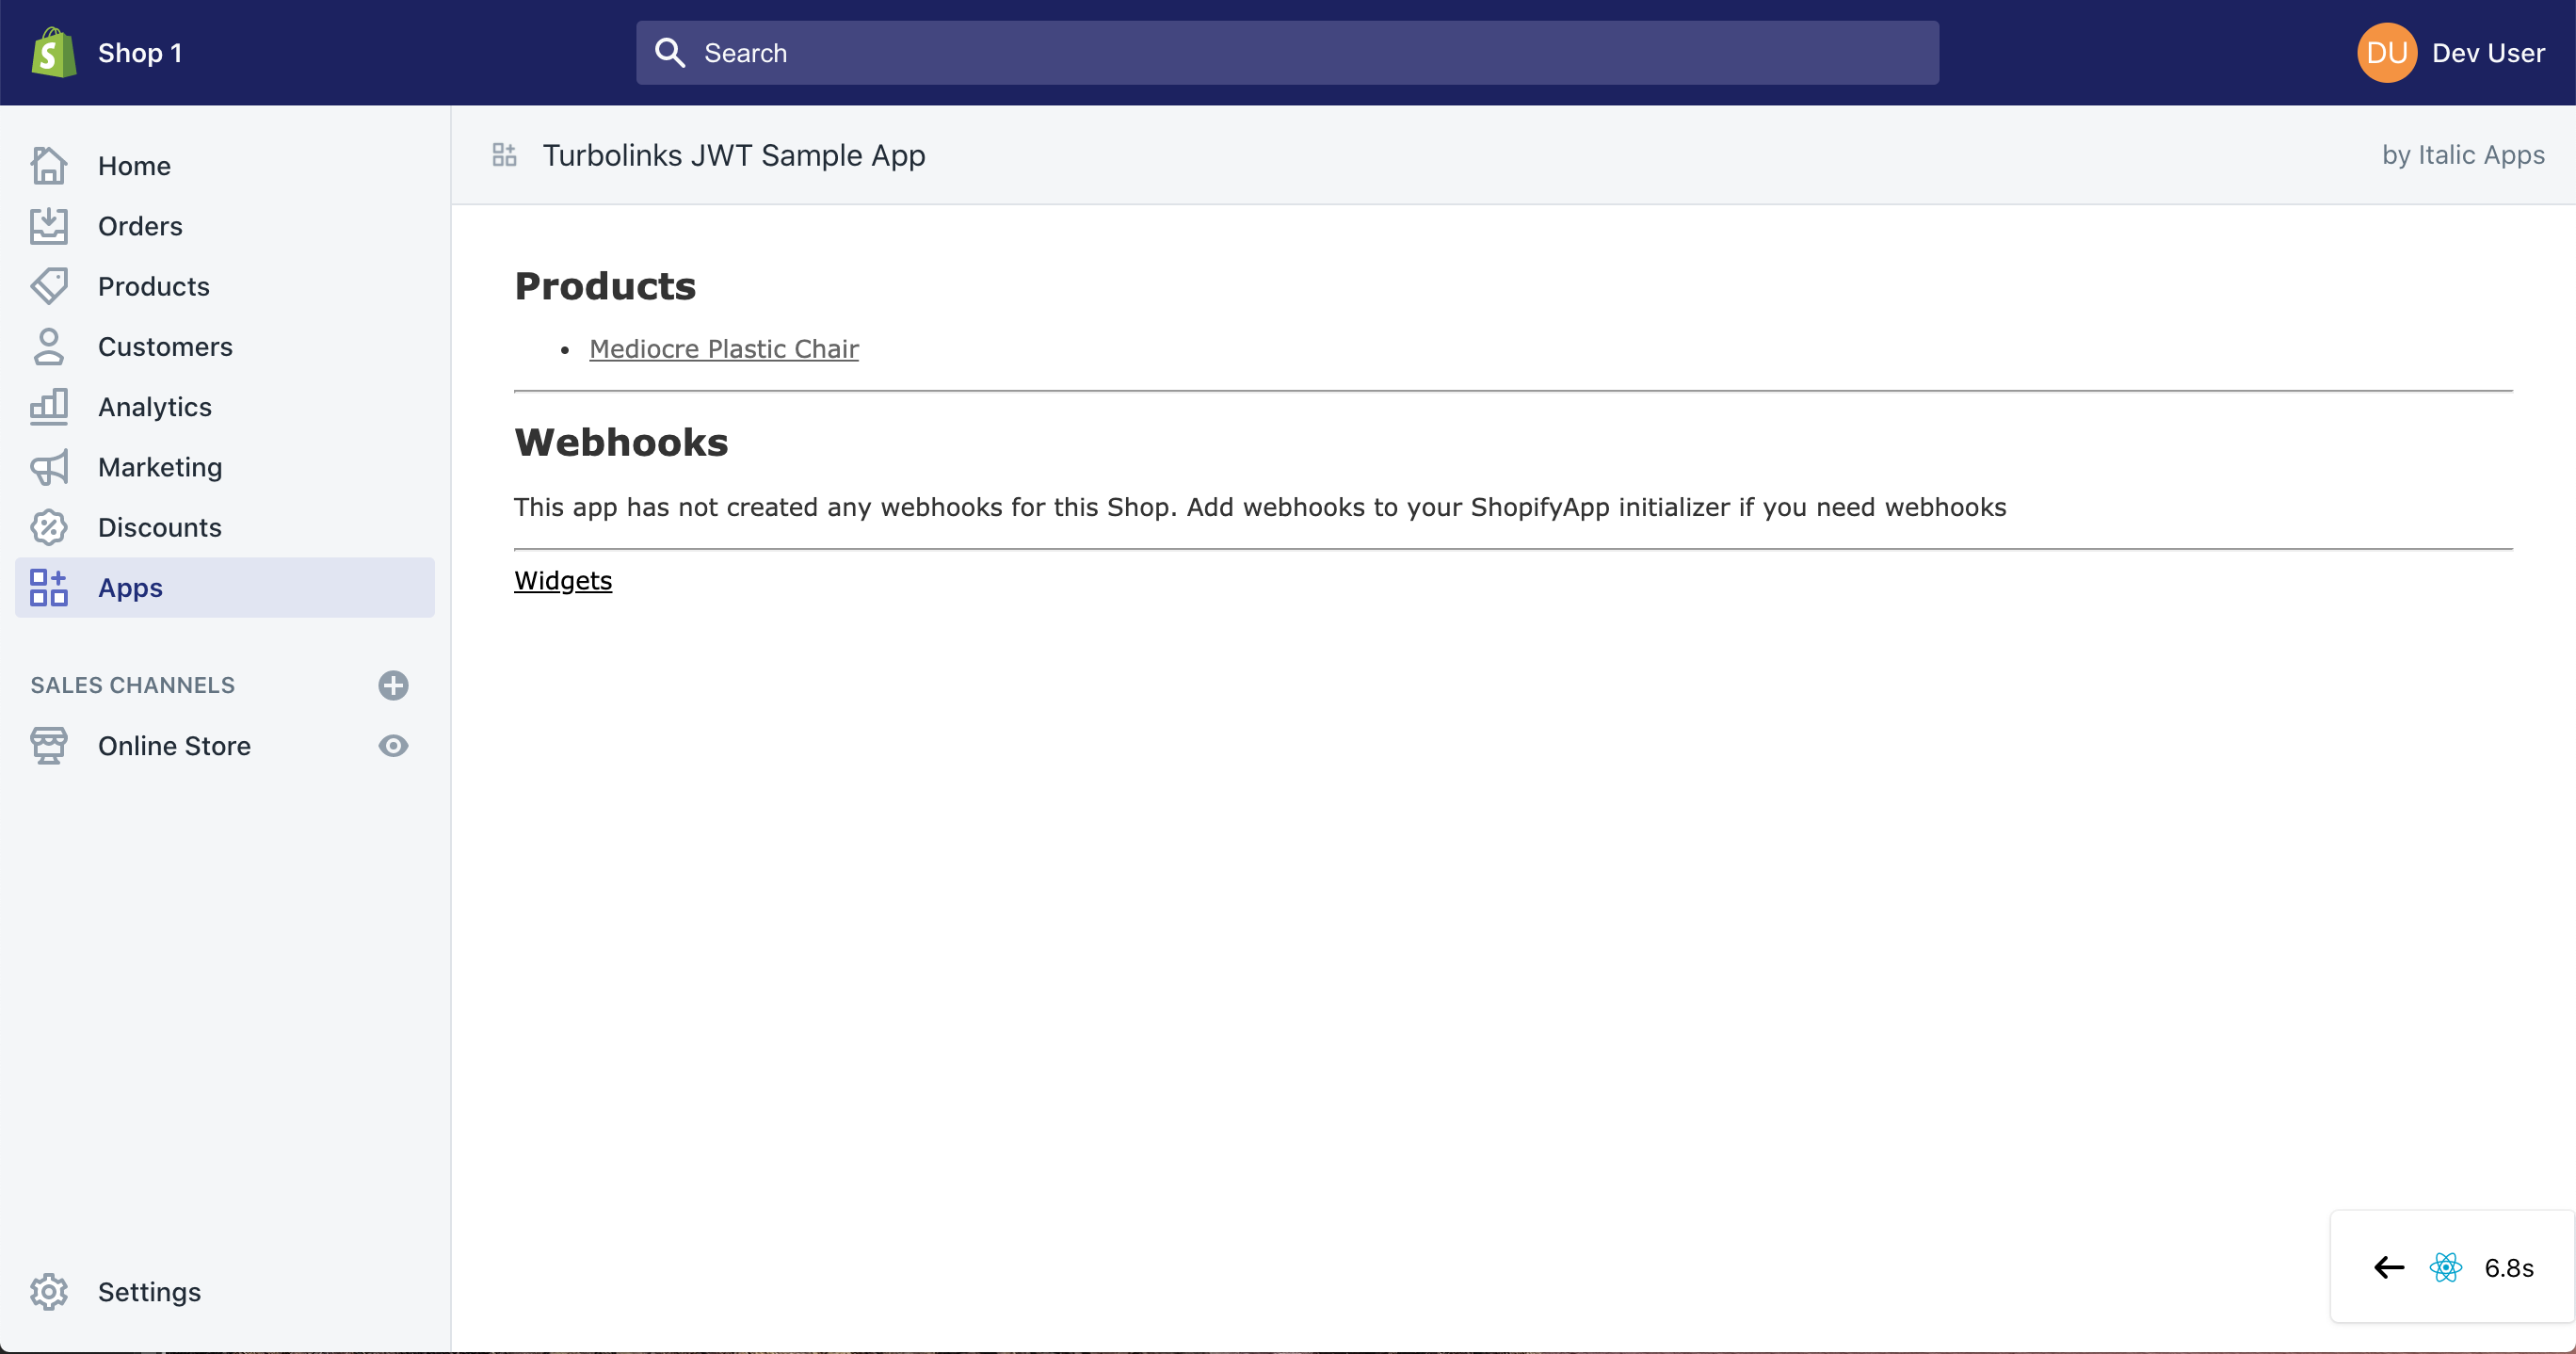 Shop 1
Search
DU Dev User
Home
Orders
Products
Customers
Analytics
Marketing
Discounts
Apps
SALES CHANNELS
Online Store
Settings
Turbolinks JWT Sample App
by Italic Apps
Products
• Mediocre Plastic Chair
Webhooks
This app has not created any webhooks for this Shop. Add webhooks to your ShopifyApp initializer if you need webhooks
Widgets
6.8s